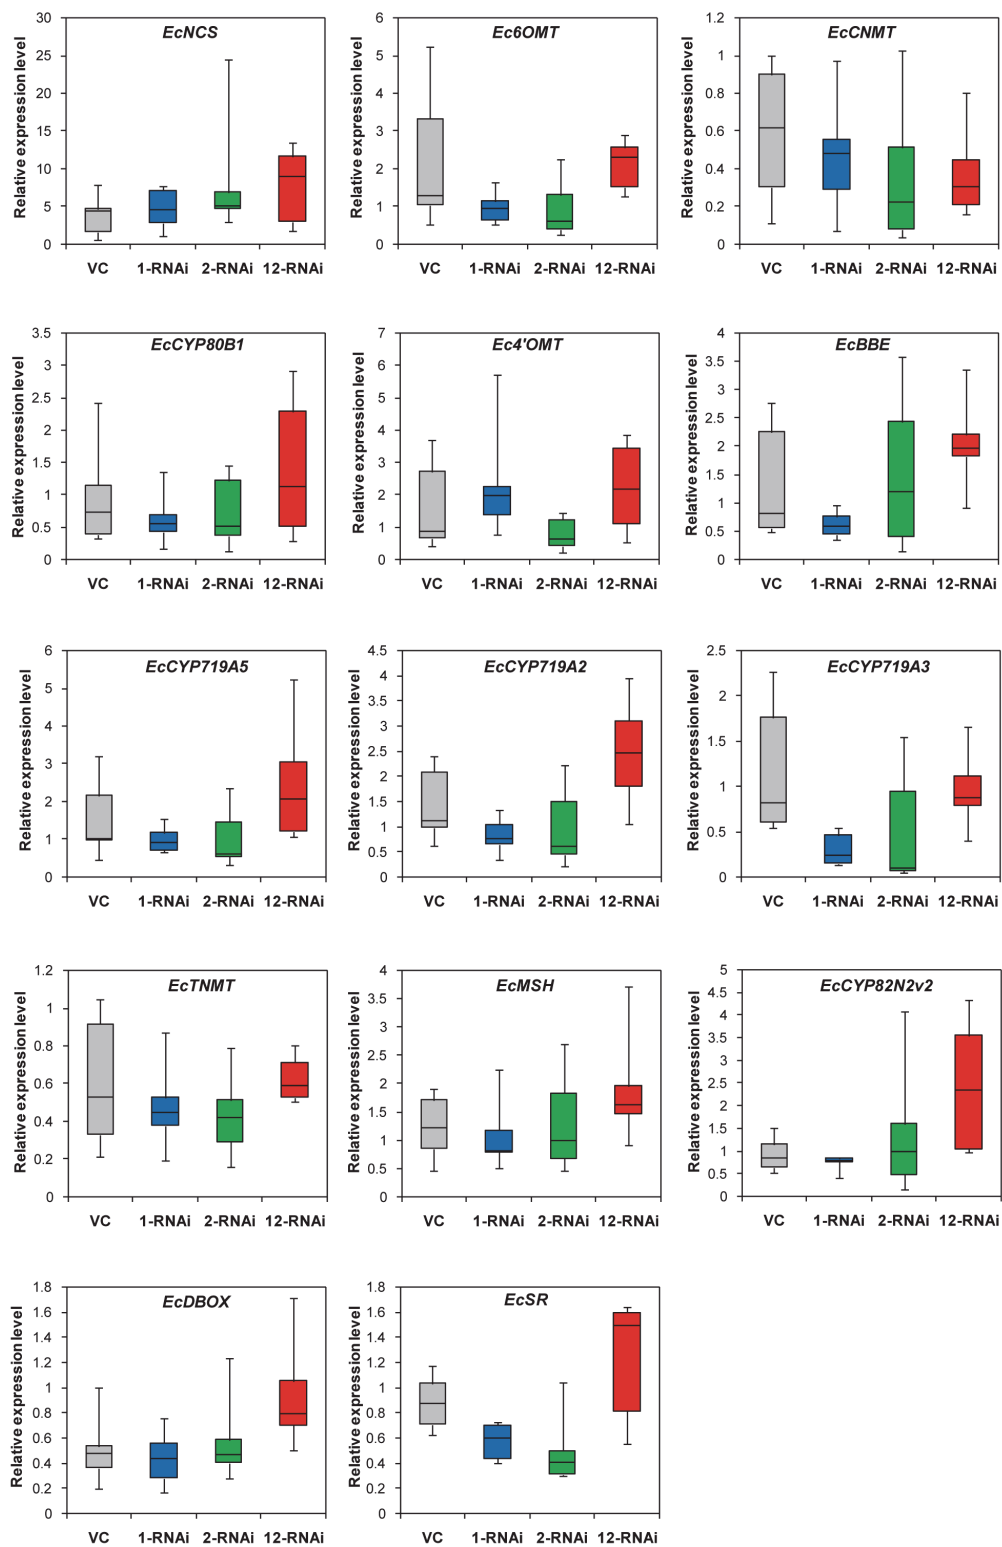 EcNCS
Relative expression level
30
25
20
15
10
5
0
VC 1-RNAi 2-RNAi 12-RNAi
Ec6OMT
Relative expression level
6
5
4
3
2
1
0
VC 1-RNAi 2-RNAi 12-RNAi
EcCNMT
Relative expression level
1.2
1
0.8
0.6
0.4
0.2
0
VC 1-RNAi 2-RNAi 12-RNAi
EcCYP80B1
Relative expression level
3.5
3
2.5
2
1.5
1
0.5
0
VC 1-RNAi 2-RNAi 12-RNAi
Ec4'OMT
Relative expression level
7
6
5
4
3
2
1
0
VC 1-RNAi 2-RNAi 12-RNAi
EcBBE
Relative expression level
4
3.5
3
2.5
2
1.5
1
0.5
0
VC 1-RNAi 2-RNAi 12-RNAi
EcCYP719A5
Relative expression level
6
5
4
3
2
1
0
VC 1-RNAi 2-RNAi 12-RNAi
EcCYP719A2
Relative expression level
4.5
4
3.5
3
2.5
2
1.5
1
0.5
0
VC 1-RNAi 2-RNAi 12-RNAi
EcCYP719A3
Relative expression level
2.5
2
1.5
1
0.5
0
VC 1-RNAi 2-RNAi 12-RNAi
EcTNMT
Relative expression level
1.2
1
0.8
0.6
0.4
0.2
0
VC 1-RNAi 2-RNAi 12-RNAi
EcMSH
Relative expression level
4
3.5
3
2.5
2
1.5
1
0.5
0
VC 1-RNAi 2-RNAi 12-RNAi
EcCYP82N2v2
Relative expression level
5
4.5
4
3.5
3
2.5
2
1.5
1
0.5
0
VC 1-RNAi 2-RNAi 12-RNAi
EcDBOX
Relative expression level
1.8
1.6
1.4
1.2
1
0.8
0.6
0.4
0.2
0
VC 1-RNAi 2-RNAi 12-RNAi
EcSR
Relative expression level
1.8
1.6
1.4
1.2
1
0.8
0.6
0.4
0.2
0
VC 1-RNAi 2-RNAi 12-RNAi